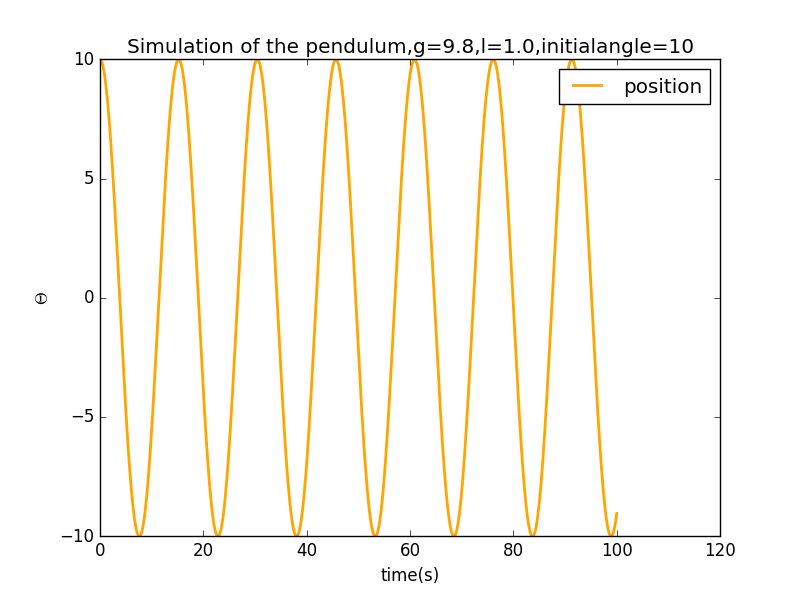 Simulation of the pendulum,g=9.8,l=1.0,initialangle=10
position
10
5
0
−5
−10
Θ
0 20 40 60 80 100 120
time(s)